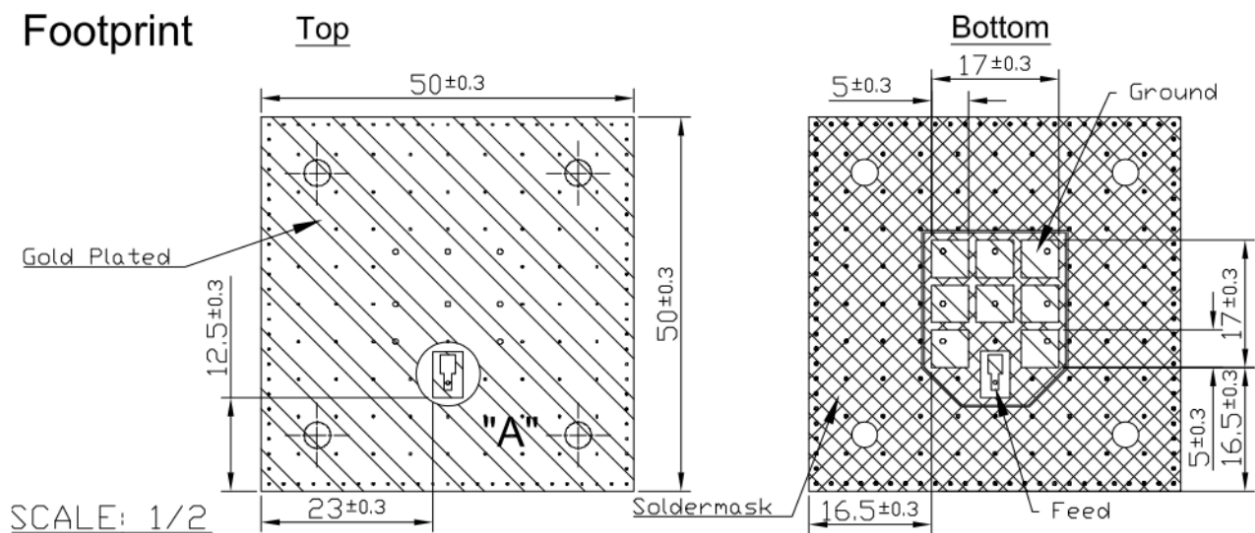 Footprint
Top
Bottom
50±0.3
17±0.3
5±0.3
Ground
Gold Plated
12.5±0.3
50±0.3
17±0.3
"A"
5±0.3
16.5±0.3
SCALE: 1/2
23±0.3
Soldermask
16.5±0.3
Feed